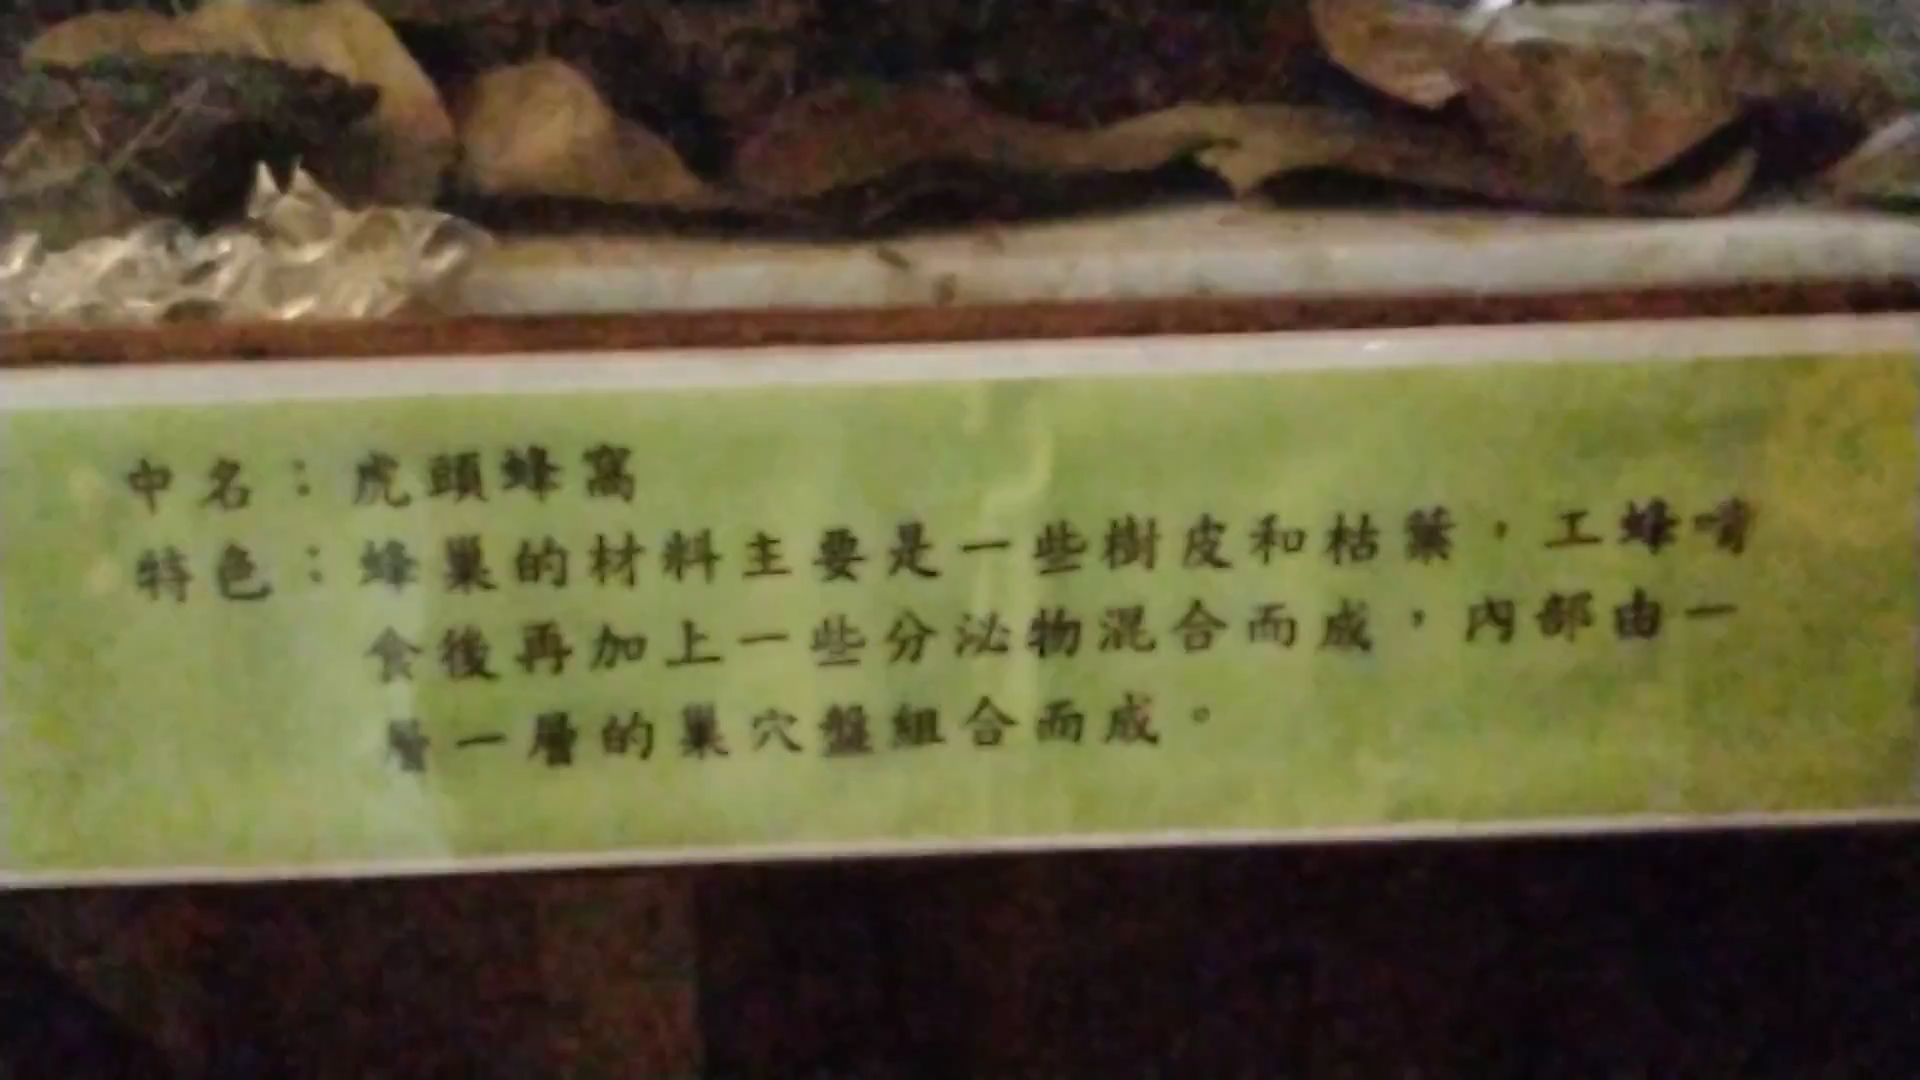 中名：虎頭蜂窩
特色：蜂巢的材料主要是一些樹皮和枯葉，工蜂啃
食後再加上一些分泌物混合而成，內部由一
層一層的巢穴盤組合而成。